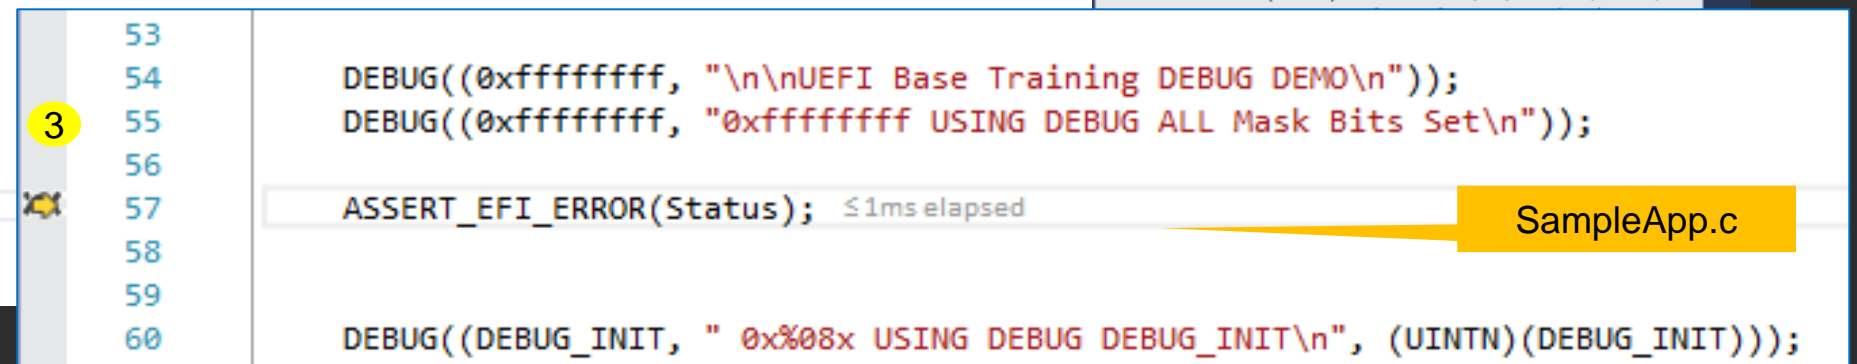 53
54 DEBUG((0xffffffff, "\n\nUEFI Base Training DEBUG DEMO\n"));
3 55 DEBUG((0xffffffff, "0xffffffff USING DEBUG ALL Mask Bits Set\n"));
56
57 ASSERT_EFI_ERROR(Status); ≤1ms elapsed SampleApp.c
58
59
60 DEBUG((DEBUG_INIT, " 0x%08x USING DEBUG DEBUG_INIT\n", (UINTN)(DEBUG_INIT)));